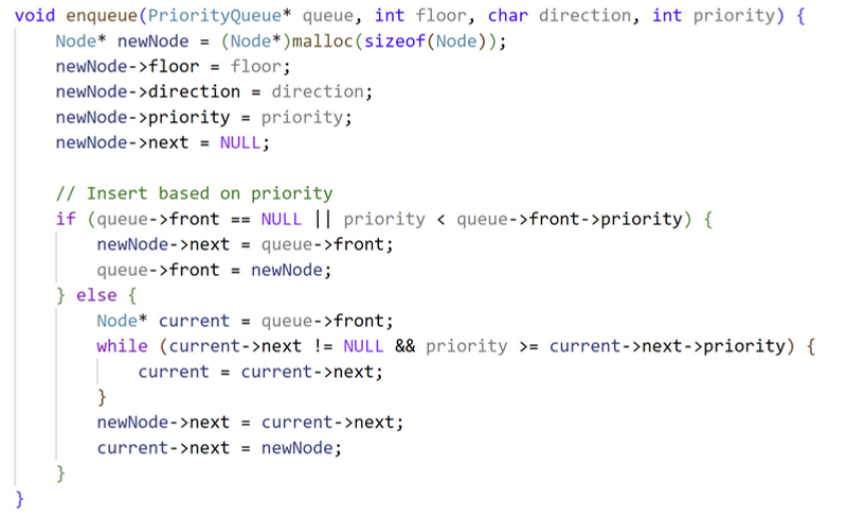 void enqueue(PriorityQueue* queue, int floor, char direction, int priority) {
    Node* newNode = (Node*)malloc(sizeof(Node));
    newNode->floor = floor;
    newNode->direction = direction;
    newNode->priority = priority;
    newNode->next = NULL;

    // Insert based on priority
    if (queue->front == NULL || priority < queue->front->priority) {
        newNode->next = queue->front;
        queue->front = newNode;
    } else {
        Node* current = queue->front;
        while (current->next != NULL && priority >= current->next->priority) {
            current = current->next;
        }
        newNode->next = current->next;
        current->next = newNode;
    }
}